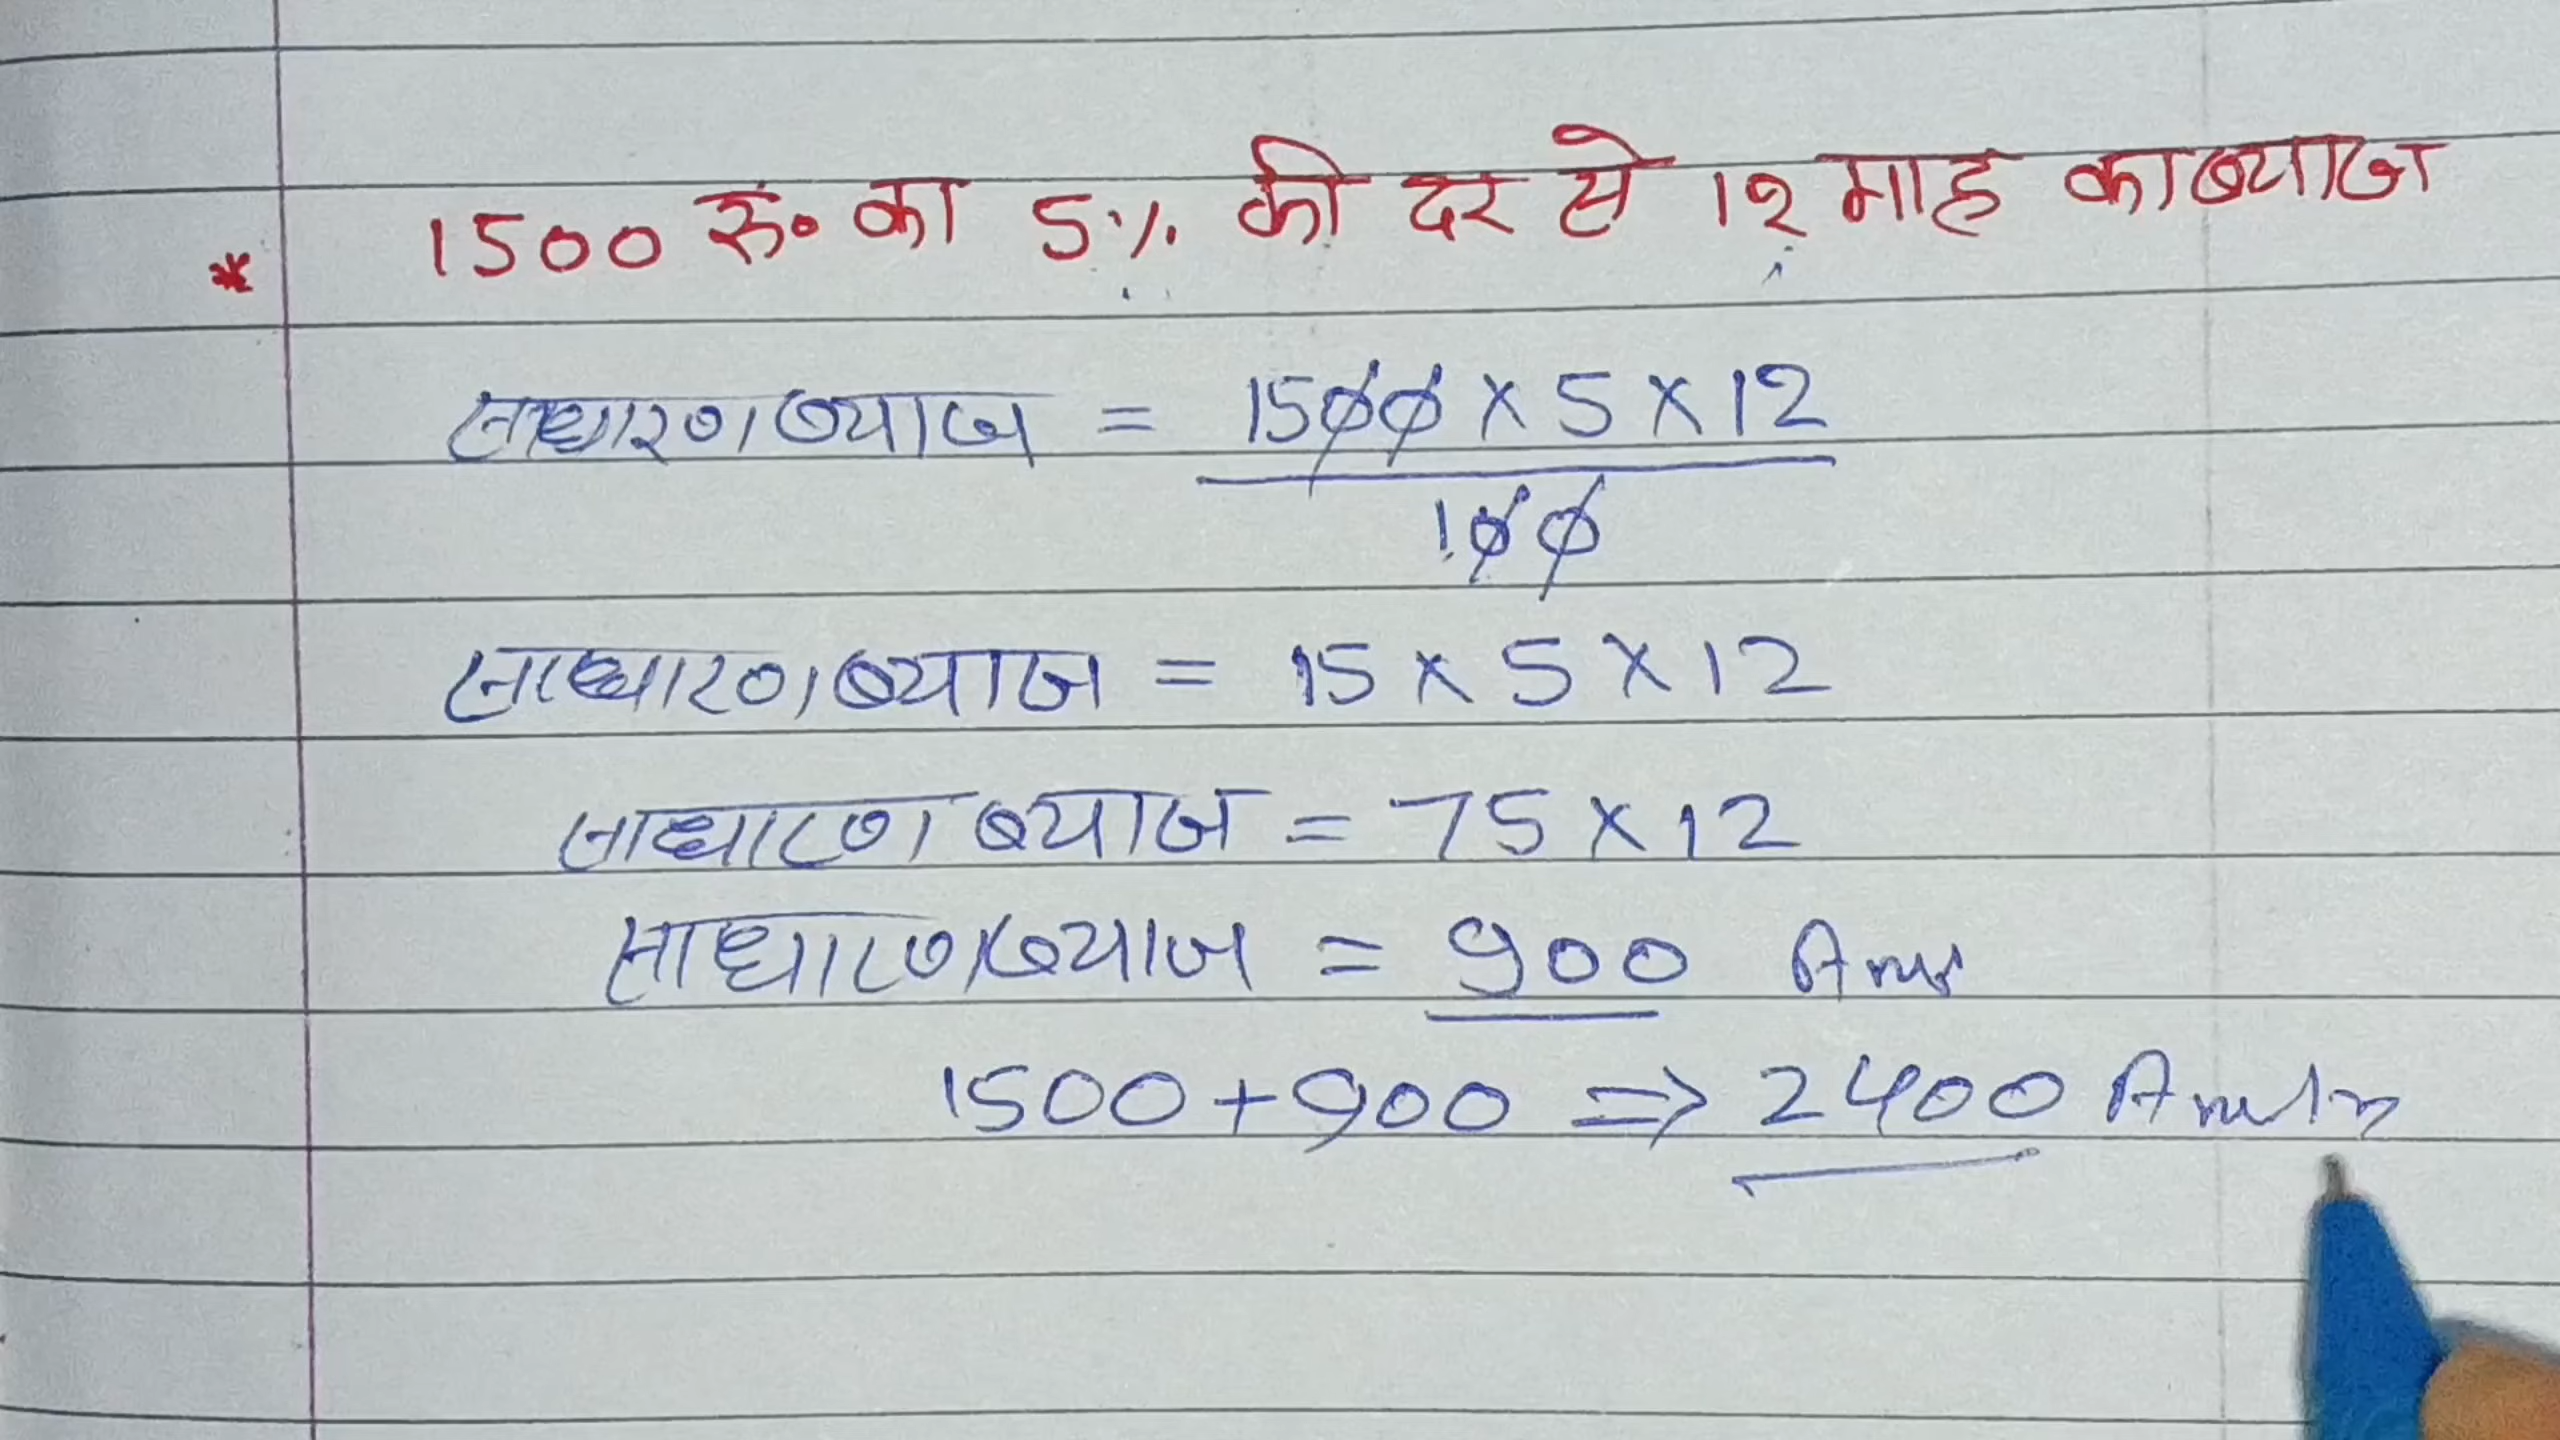 * 1500 रु० का 5% की दर से 12 माह का ब्याज
साधारण ब्याज = 1500 × 5 × 12
100
साधारण ब्याज = 15 × 5 × 12
साधारण ब्याज = 75 × 12
साधारण ब्याज = 900 Ans
1500 + 900 ⇒ 2400